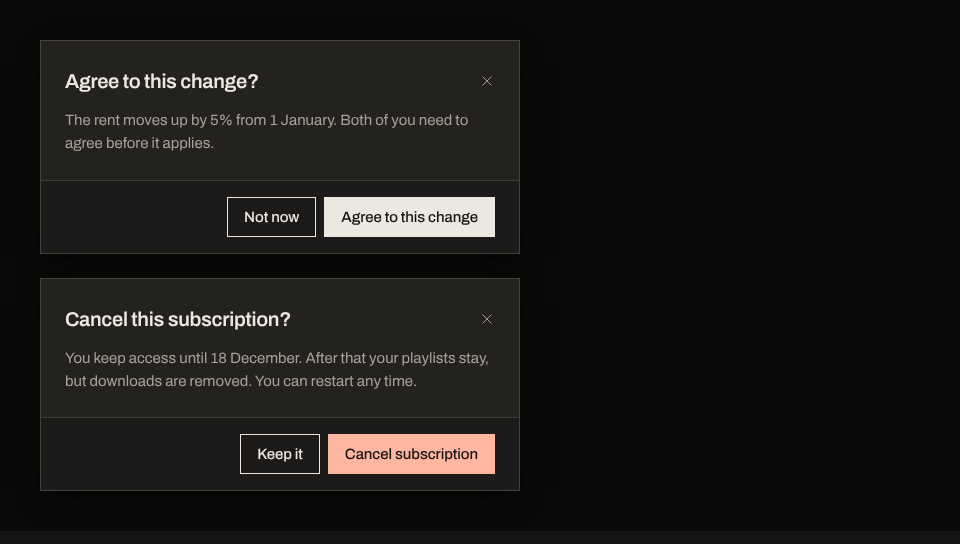 Agree to this change?
The rent moves up by 5% from 1 January. Both of you need to
agree before it applies.
Not now
Agree to this change
Cancel this subscription?
You keep access until 18 December. After that your playlists stay,
but downloads are removed. You can restart any time.
Keep it
Cancel subscription